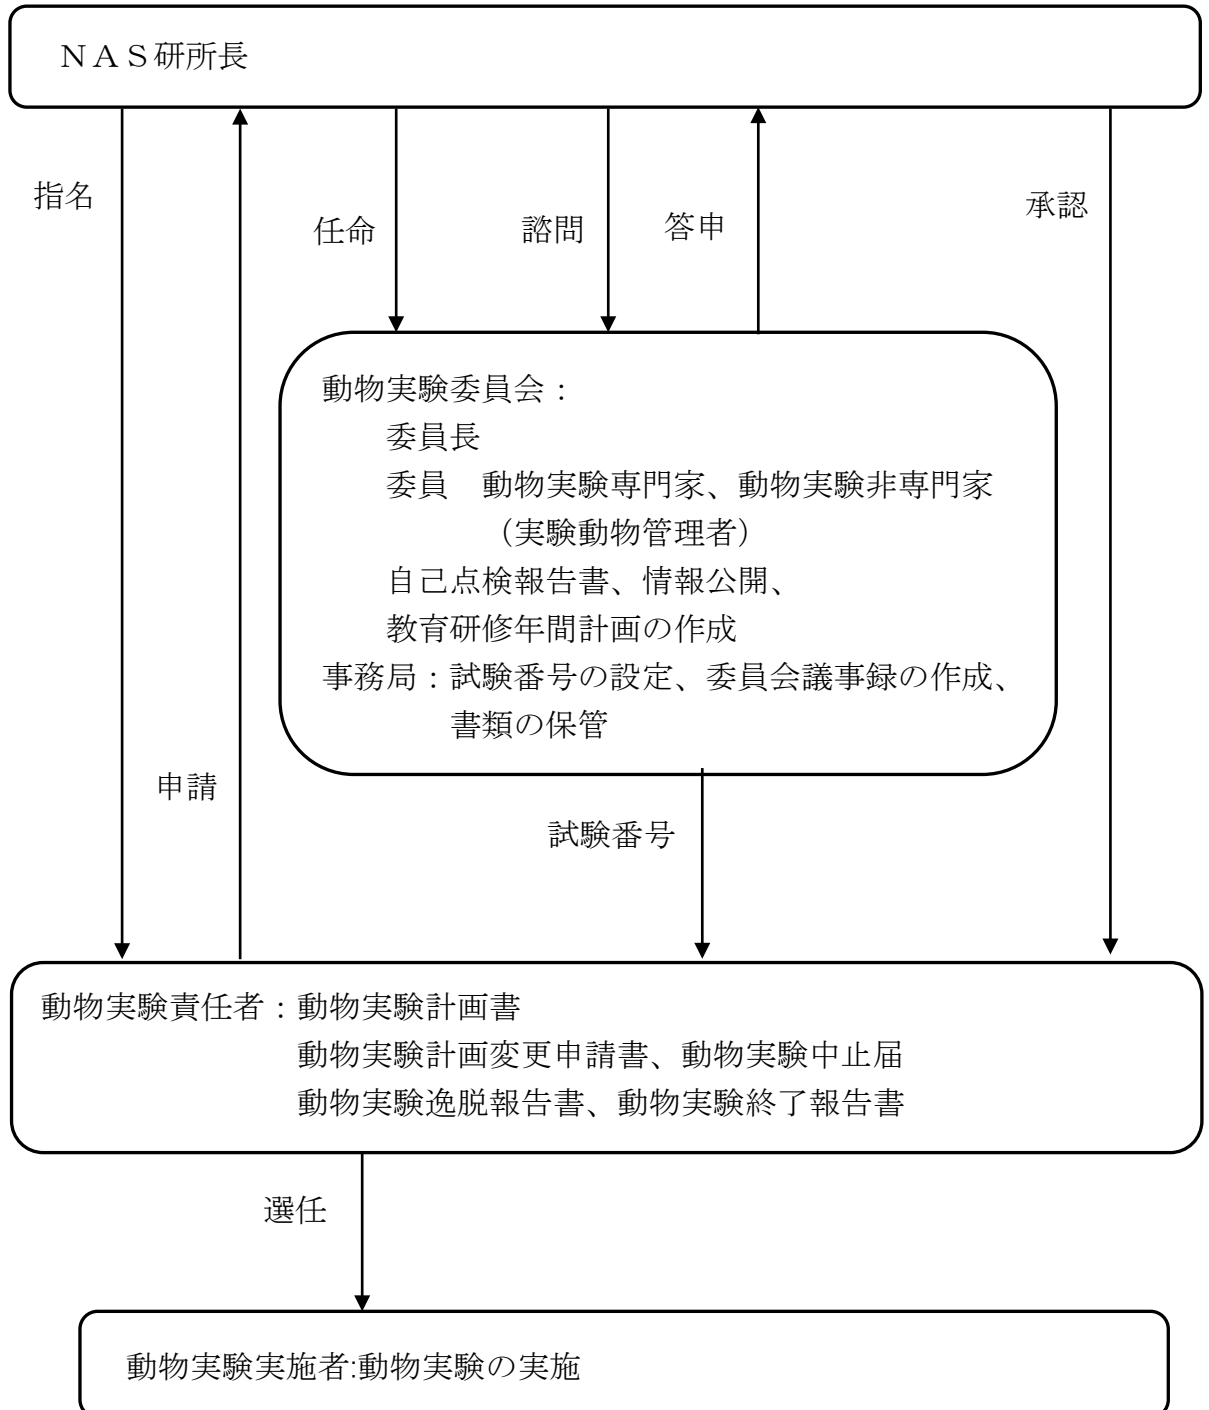 ＮＡＳ研所長
指名
任命
諮問
答申
承認
動物実験委員会：
委員長
委員　動物実験専門家、動物実験非専門家
（実験動物管理者）
自己点検報告書、情報公開、
教育研修年間計画の作成
事務局：試験番号の設定、委員会議事録の作成、
書類の保管
申請
試験番号
動物実験責任者：動物実験計画書
動物実験計画変更申請書、動物実験中止届
動物実験逸脱報告書、動物実験終了報告書
選任
動物実験実施者:動物実験の実施